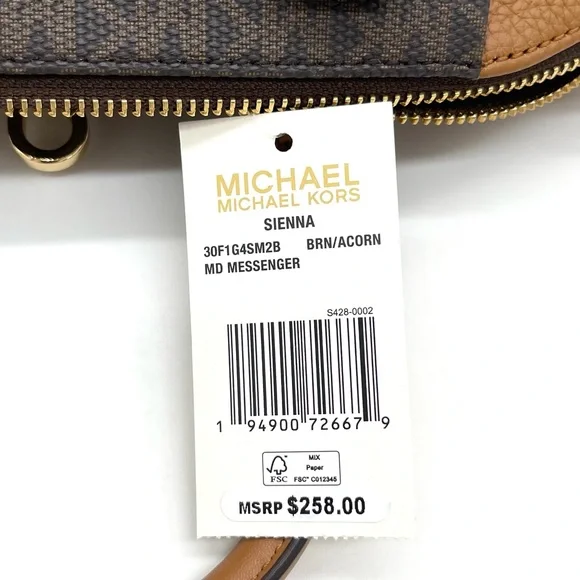 MICHAEL
MICHAEL KORS
SIENNA
30F1G4SM2B BRN/ACORN
MD MESSENGER
S428-0002
1 94900 72667 9
FSC
MIX
Paper
FSC® C012345
MSRP $258.00